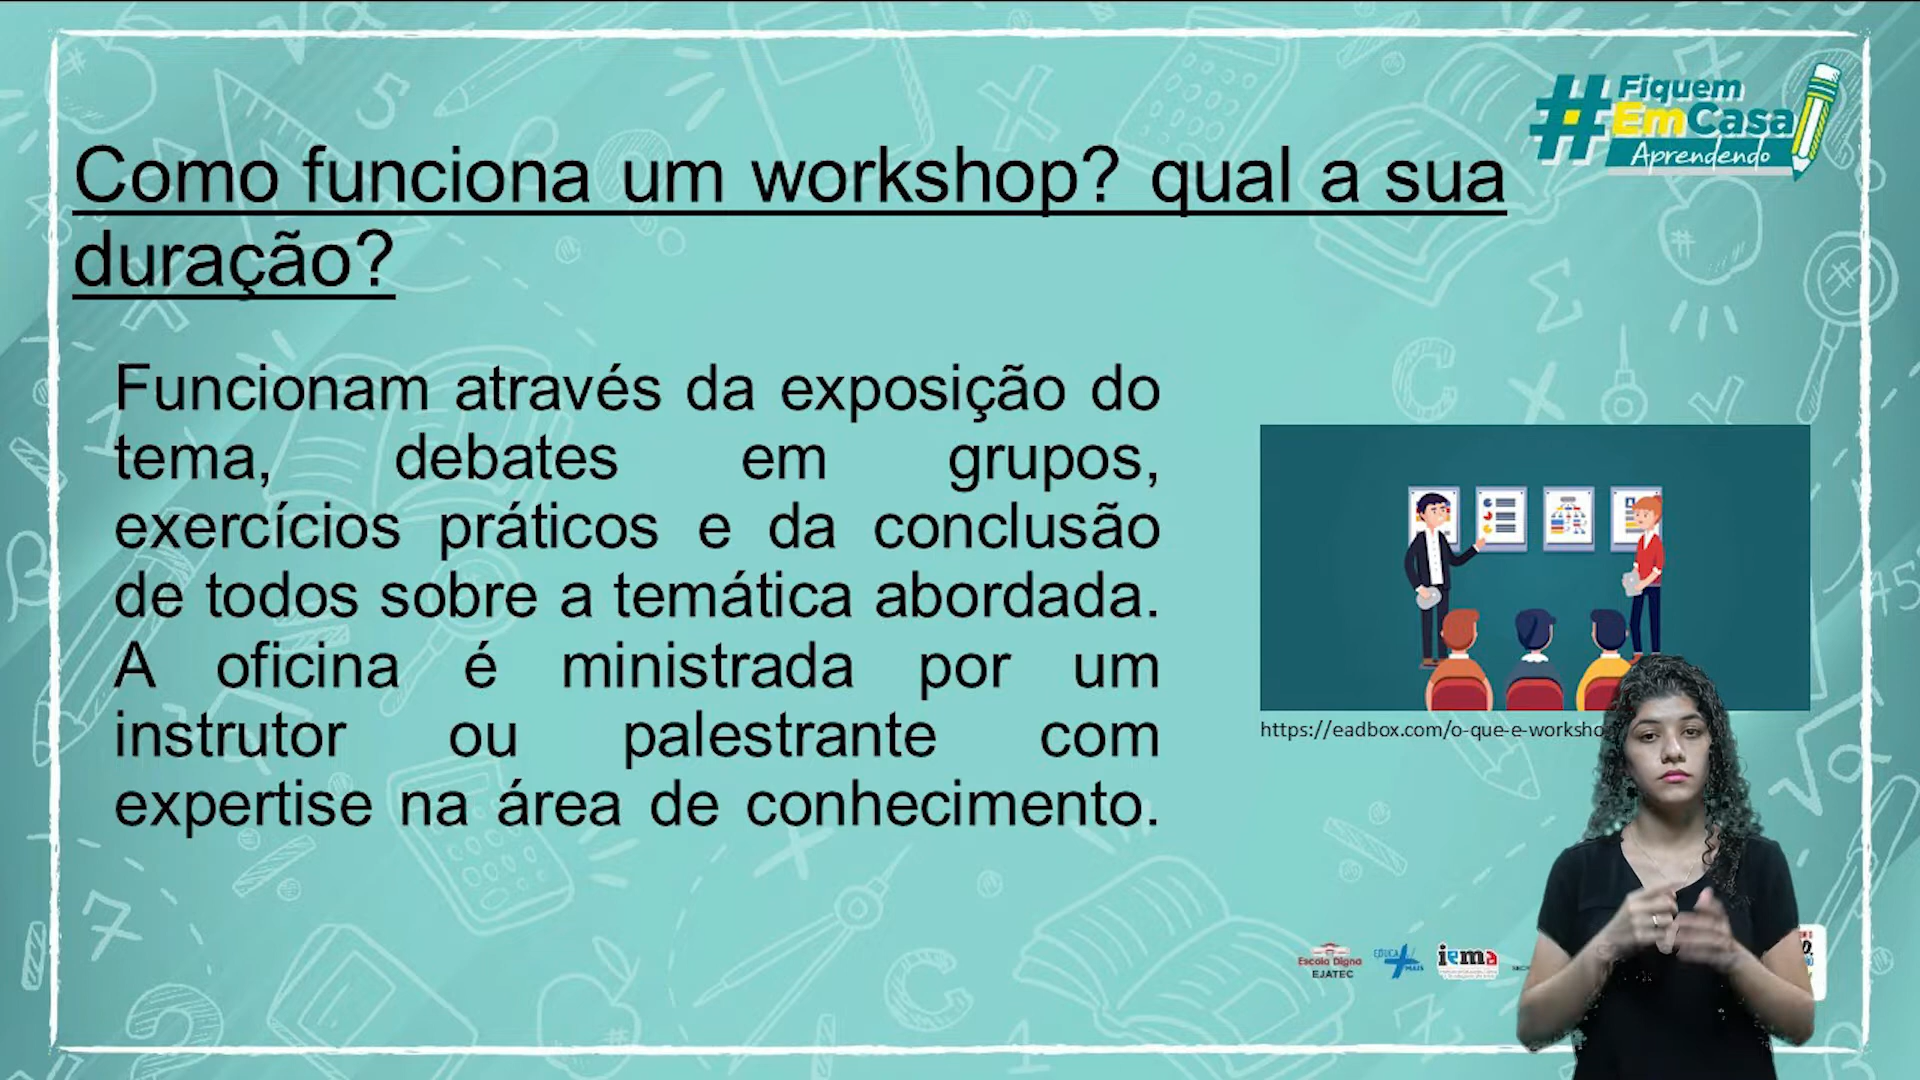 #Fiquem
EmCasa
Aprendendo
Como funciona um workshop? qual a sua
duração?
Funcionam através da exposição do
tema, debates em grupos,
exercícios práticos e da conclusão
de todos sobre a temática abordada.
A oficina é ministrada por um
instrutor ou palestrante com
expertise na área de conhecimento.
https://eadbox.com/o-que-e-worksho
Escola Digna
EJATEC
EDUCA
MAIS
iema